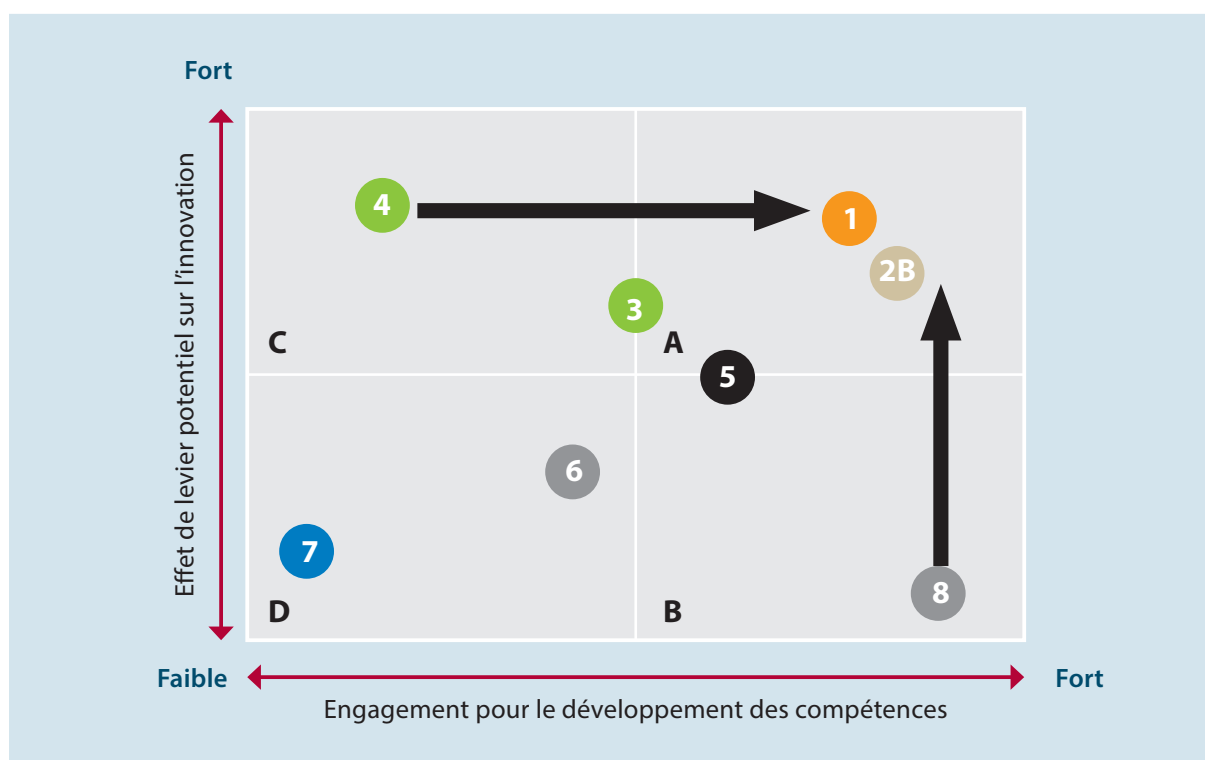 Fort
Effet de levier potentiel sur l'innovation
4
1
2B
3
C
A
5
6
7
8
D
B
Faible
Fort
Engagement pour le développement des compétences